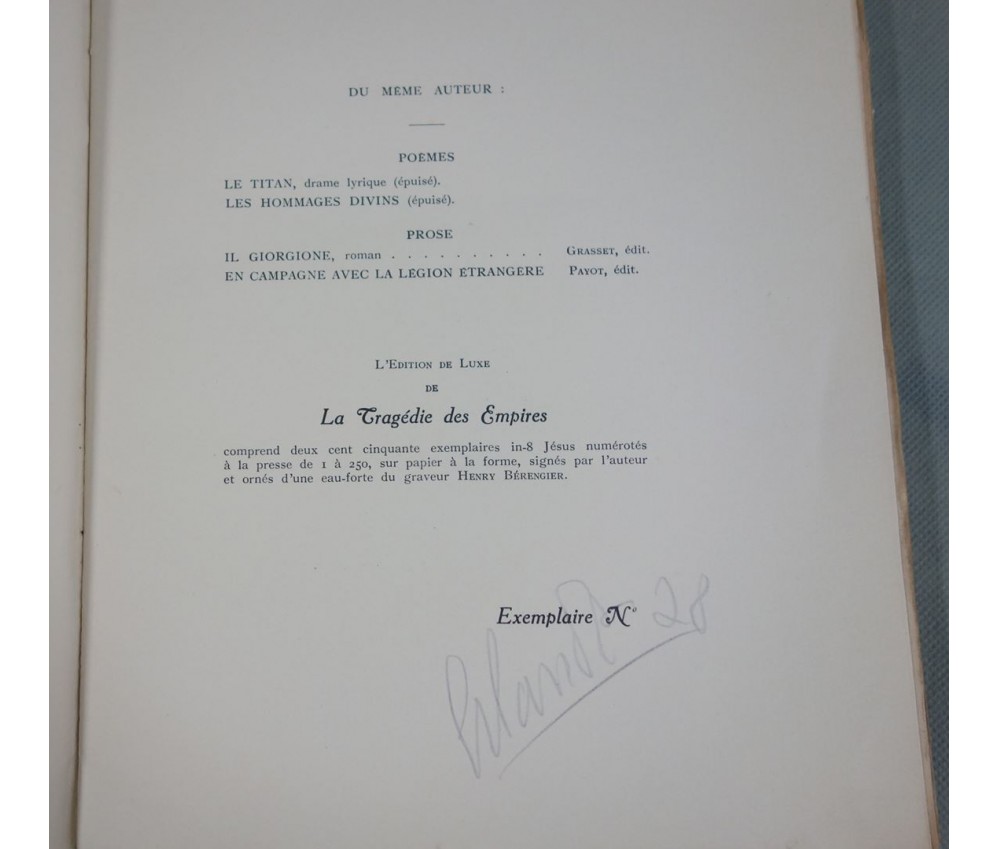 DU MÊME AUTEUR :
POÈMES
LE TITAN, drame lyrique (épuisé).
LES HOMMAGES DIVINS (épuisé).
PROSE
IL GIORGIONE, roman . . . . . . . . . . GRASSET, édit.
EN CAMPAGNE AVEC LA LÉGION ÉTRANGÈRE PAYOT, édit.
L'EDITION DE LUXE
DE
La Tragédie des Empires
comprend deux cent cinquante exemplaires in-8 Jésus numérotés
à la presse de 1 à 250, sur papier à la forme, signés par l'auteur
et ornés d'une eau-forte du graveur HENRY BÉRENGIER.
Exemplaire N° 28